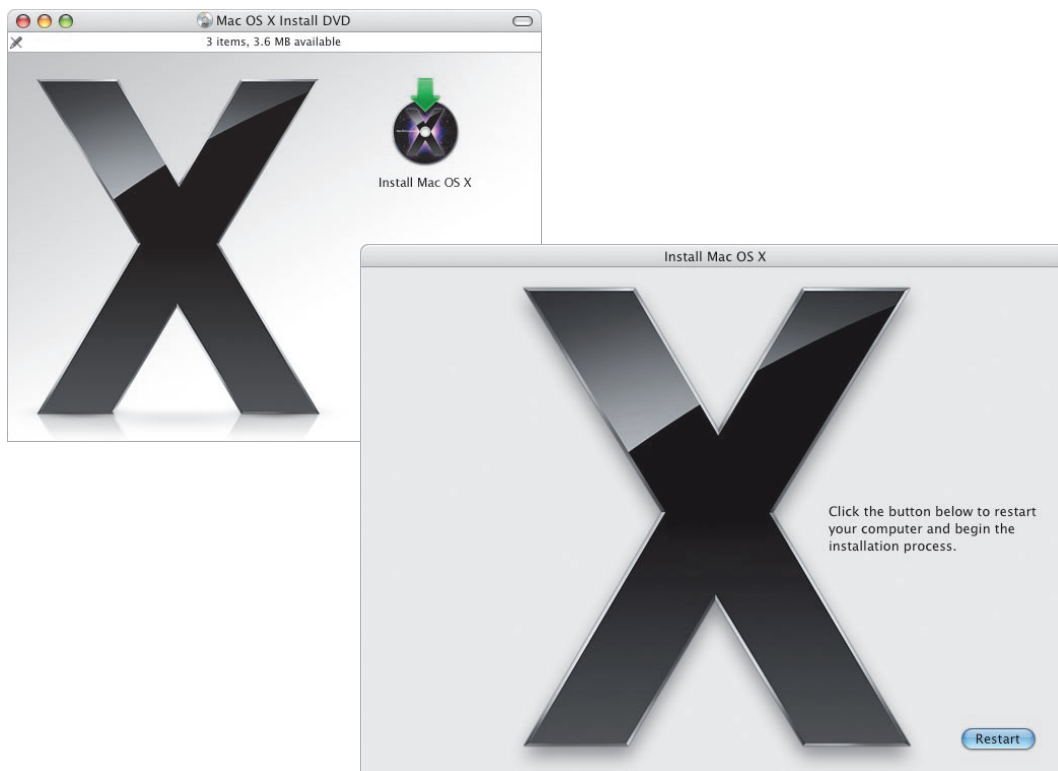 Mac OS X Install DVD
3 items, 3.6 MB available
Install Mac OS X
Install Mac OS X
Click the button below to restart
your computer and begin the
installation process.
Restart